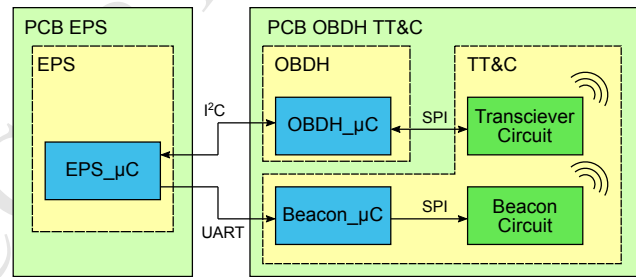 PCB EPS
EPS
EPS_µC
I²C
UART
PCB OBDH TT&C
OBDH
OBDH_µC
SPI
TT&C
Transciever
Circuit
Beacon_µC
SPI
Beacon
Circuit